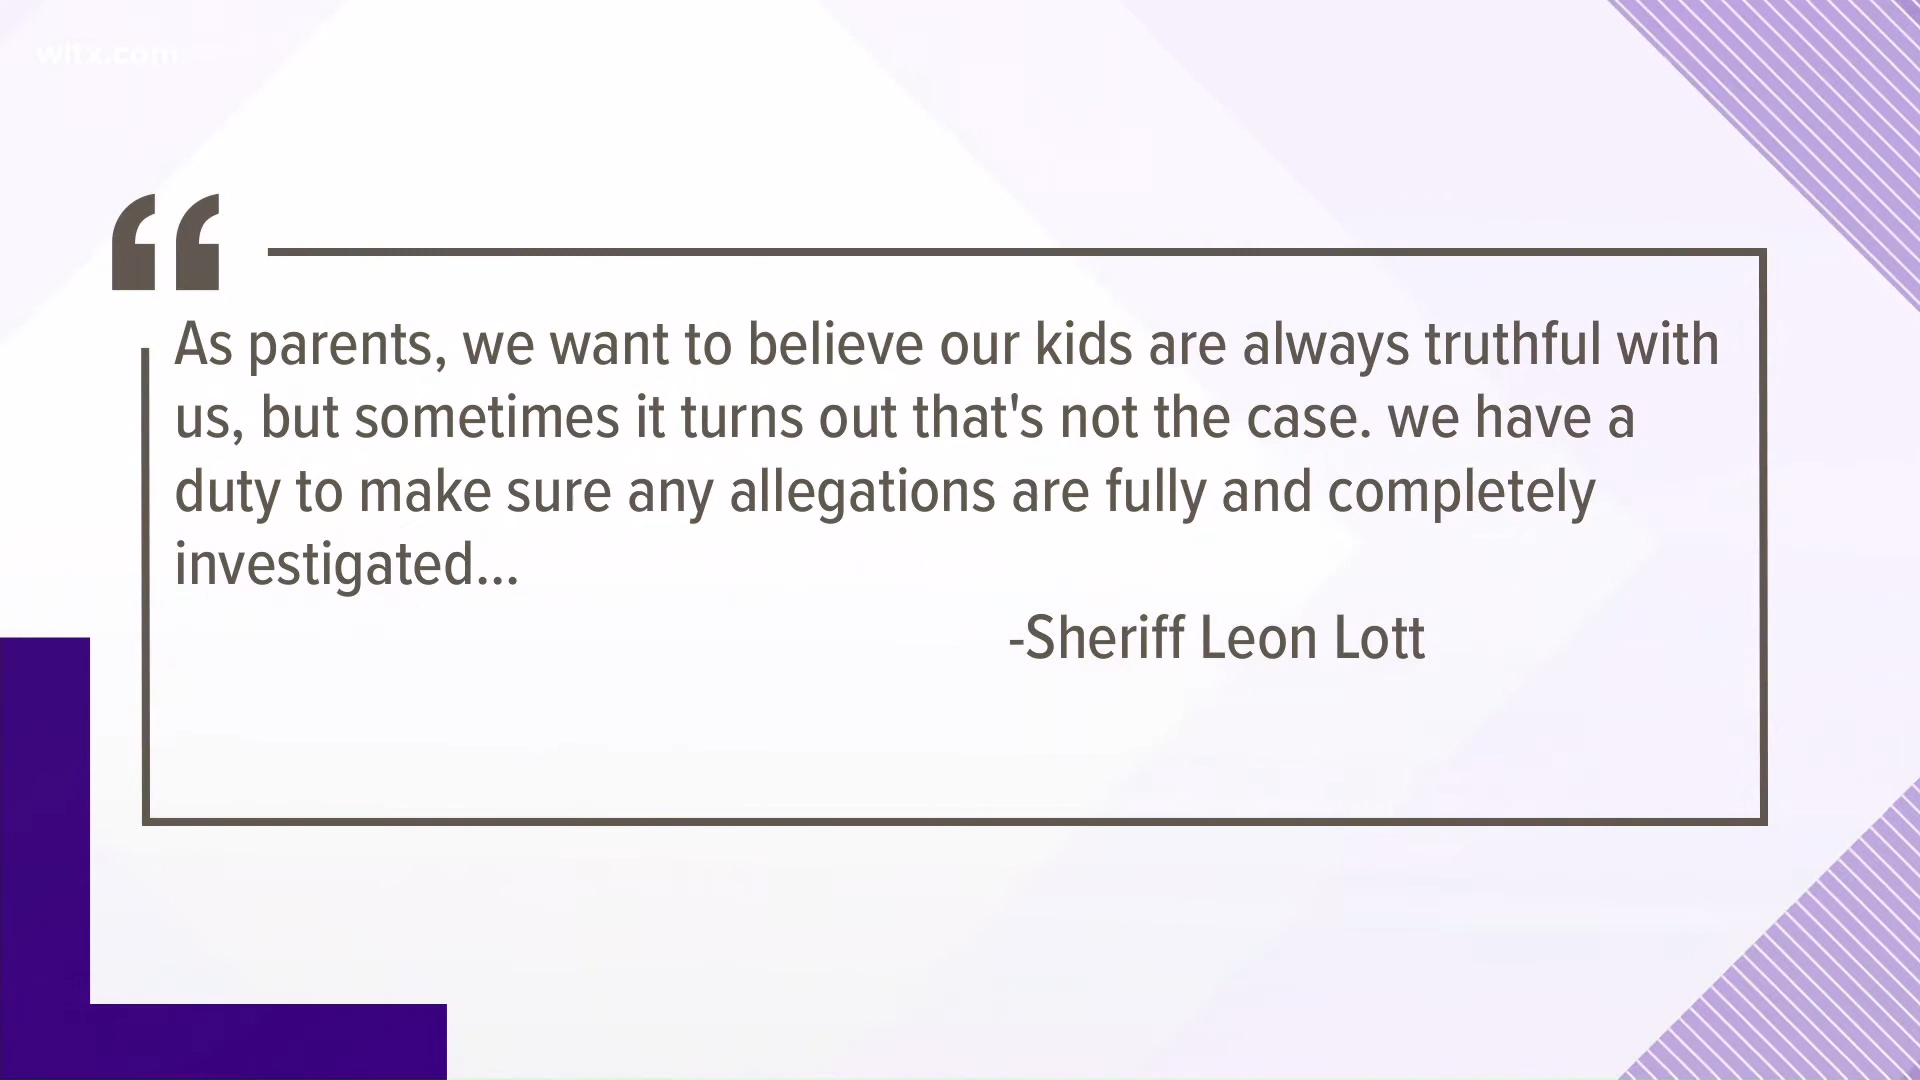 wltx.com
“
As parents, we want to believe our kids are always truthful with
us, but sometimes it turns out that's not the case. we have a
duty to make sure any allegations are fully and completely
investigated...
-Sheriff Leon Lott